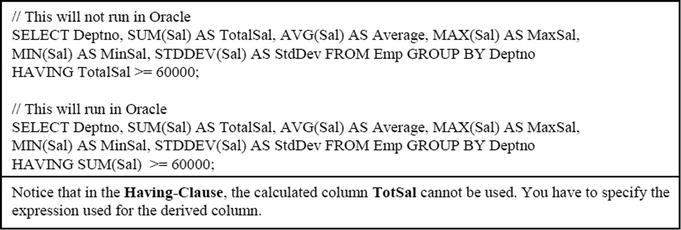 // This will not run in Oracle
SELECT Deptno, SUM(Sal) AS TotalSal, AVG(Sal) AS Average, MAX(Sal) AS MaxSal,
MIN(Sal) AS MinSal, STDDEV(Sal) AS StdDev FROM Emp GROUP BY Deptno
HAVING TotalSal >= 60000;
// This will run in Oracle
SELECT Deptno, SUM(Sal) AS TotalSal, AVG(Sal) AS Average, MAX(Sal) AS MaxSal,
MIN(Sal) AS MinSal, STDDEV(Sal) AS StdDev FROM Emp GROUP BY Deptno
HAVING SUM(Sal) >= 60000;
Notice that in the Having-Clause, the calculated column TotSal cannot be used. You have to specify the
expression used for the derived column.